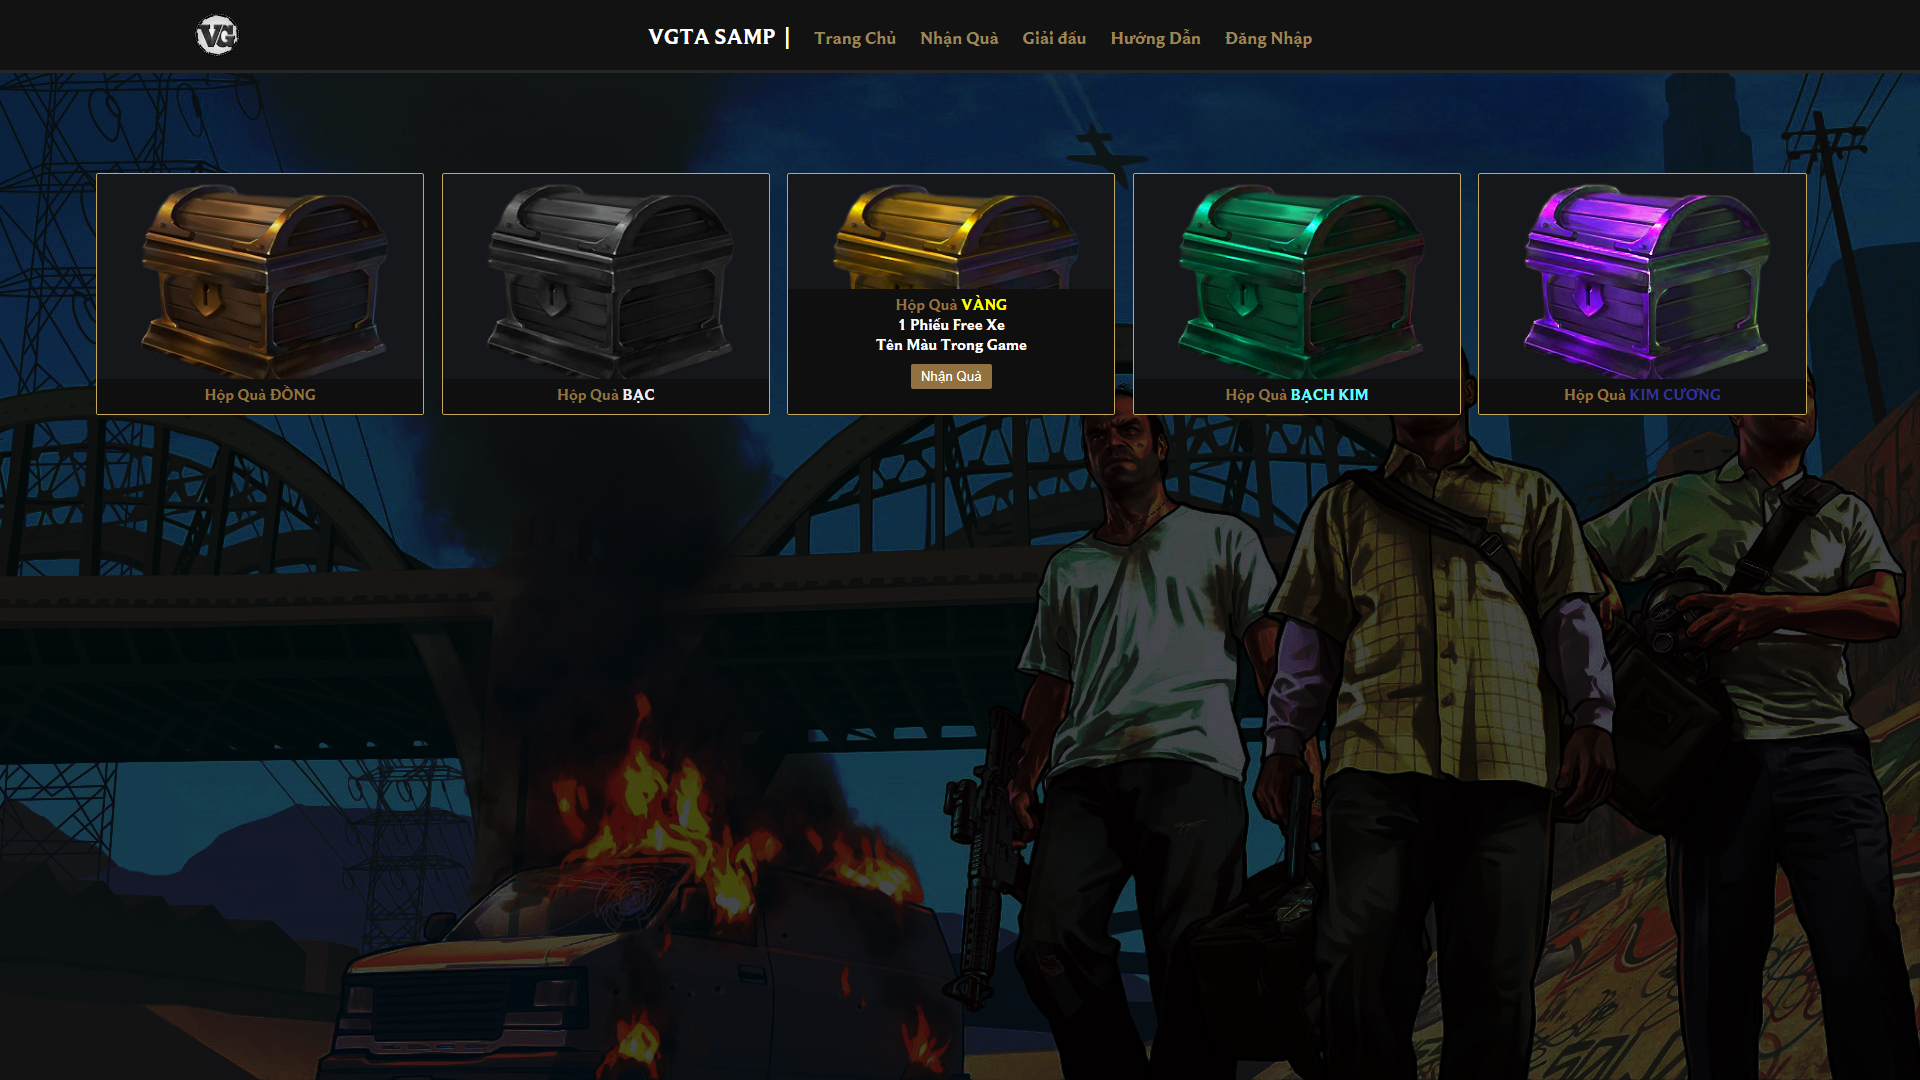 VG
VGTA SAMP | Trang Chủ Nhận Quà Giải đấu Hướng Dẫn Đăng Nhập
Hộp Quà ĐỒNG
Hộp Quà BẠC
Hộp Quà VÀNG
1 Phiếu Free Xe
Tên Màu Trong Game
Nhận Quà
Hộp Quà BẠCH KIM
Hộp Quà KIM CƯƠNG